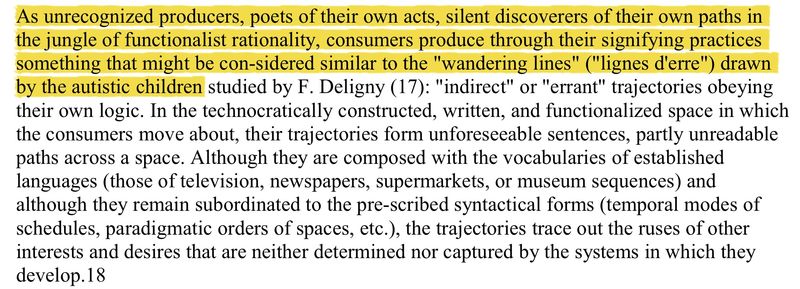 As unrecognized producers, poets of their own acts, silent discoverers of their own paths in
the jungle of functionalist rationality, consumers produce through their signifying practices
something that might be con-sidered similar to the "wandering lines" ("lignes d'erre") drawn
by the autistic children studied by F. Deligny (17): "indirect" or "errant" trajectories obeying
their own logic. In the technocratically constructed, written, and functionalized space in which
the consumers move about, their trajectories form unforeseeable sentences, partly unreadable
paths across a space. Although they are composed with the vocabularies of established
languages (those of television, newspapers, supermarkets, or museum sequences) and
although they remain subordinated to the pre-scribed syntactical forms (temporal modes of
schedules, paradigmatic orders of spaces, etc.), the trajectories trace out the ruses of other
interests and desires that are neither determined nor captured by the systems in which they
develop.18